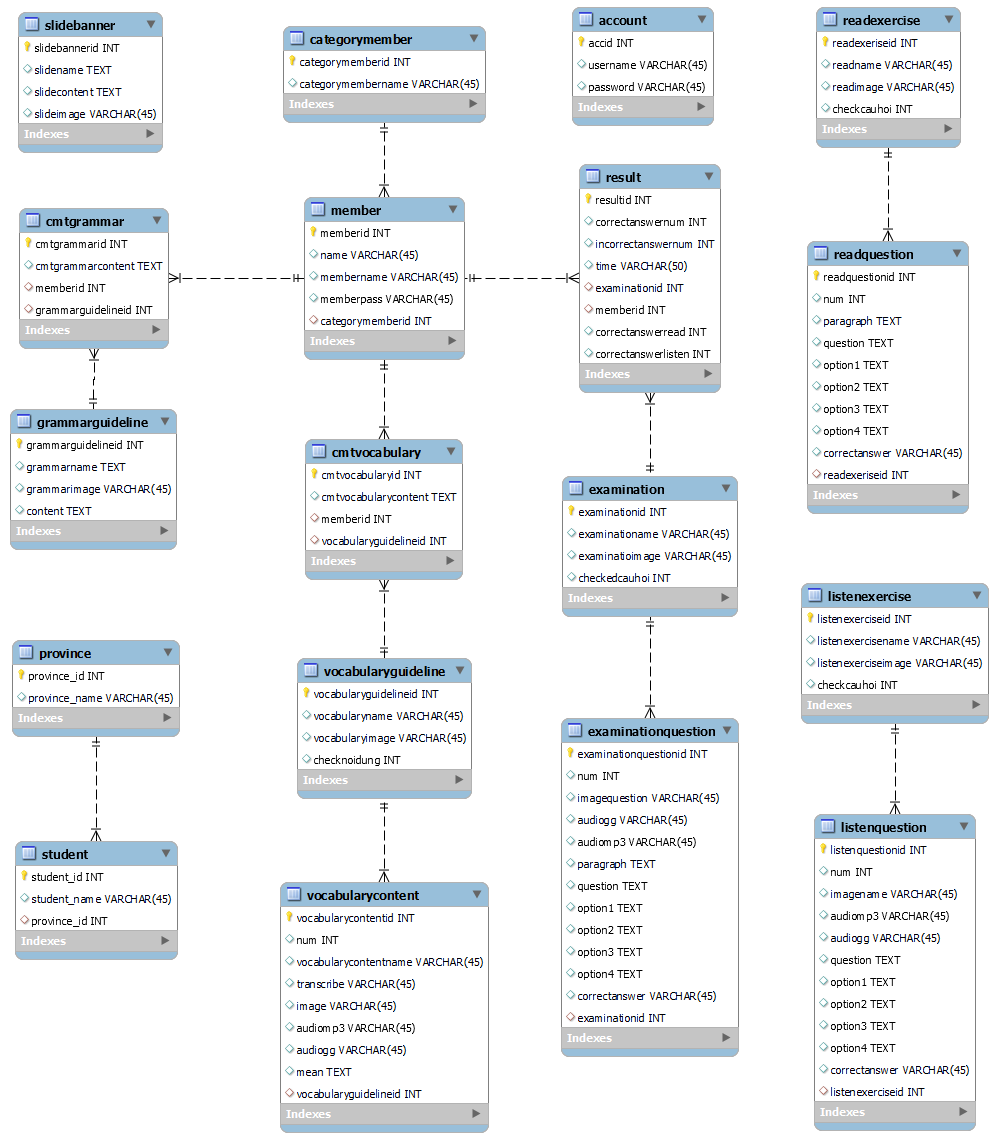 slidebanner
slidebannerid INT
slidename TEXT
slidecontent TEXT
slideimage VARCHAR(45)
Indexes
categorymember
categorymemberid INT
categorymembername VARCHAR(45)
Indexes
account
accid INT
username VARCHAR(45)
password VARCHAR(45)
Indexes
readexercise
readexeriseid INT
readname VARCHAR(45)
readimage VARCHAR(45)
checkcauhoi INT
Indexes
cmtgrammar
cmtgrammarid INT
cmtgrammarcontent TEXT
memberid INT
grammarguidelineid INT
Indexes
member
memberid INT
name VARCHAR(45)
membername VARCHAR(45)
memberpass VARCHAR(45)
categorymemberid INT
Indexes
result
resultid INT
correctanswernum INT
incorrectanswernum INT
time VARCHAR(50)
examinationid INT
memberid INT
correctanswerread INT
correctanswerlisten INT
Indexes
readquestion
readquestionid INT
num INT
paragraph TEXT
question TEXT
option1 TEXT
option2 TEXT
option3 TEXT
option4 TEXT
correctanswer VARCHAR(45)
readexeriseid INT
Indexes
grammarguideline
grammarguidelineid INT
grammarname TEXT
grammarimage VARCHAR(45)
content TEXT
Indexes
cmtvocabulary
cmtvocabularyid INT
cmtvocabularycontent TEXT
memberid INT
vocabularyguidelineid INT
Indexes
examination
examinationid INT
examinationame VARCHAR(45)
examinatioimage VARCHAR(45)
checkedcauhoi INT
Indexes
listenexercise
listenexerciseid INT
listenexercisename VARCHAR(45)
listenexerciseimage VARCHAR(45)
checkcauhoi INT
Indexes
province
province_id INT
province_name VARCHAR(45)
Indexes
vocabularyguideline
vocabularyguidelineid INT
vocabularyname VARCHAR(45)
vocabularyimage VARCHAR(45)
checknoidung INT
Indexes
examinationquestion
examinationquestionid INT
num INT
imagequestion VARCHAR(45)
audiogg VARCHAR(45)
audiomp3 VARCHAR(45)
paragraph TEXT
question TEXT
option1 TEXT
option2 TEXT
option3 TEXT
option4 TEXT
correctanswer VARCHAR(45)
examinationid INT
Indexes
listenquestion
listenquestionid INT
num INT
imagename VARCHAR(45)
audiomp3 VARCHAR(45)
audiogg VARCHAR(45)
question TEXT
option1 TEXT
option2 TEXT
option3 TEXT
option4 TEXT
correctanswer VARCHAR(45)
listenexerciseid INT
Indexes
student
student_id INT
student_name VARCHAR(45)
province_id INT
Indexes
vocabularycontent
vocabularycontentid INT
num INT
vocabularycontentname VARCHAR(45)
transcribe VARCHAR(45)
image VARCHAR(45)
audiomp3 VARCHAR(45)
audiogg VARCHAR(45)
mean TEXT
vocabularyguidelineid INT
Indexes